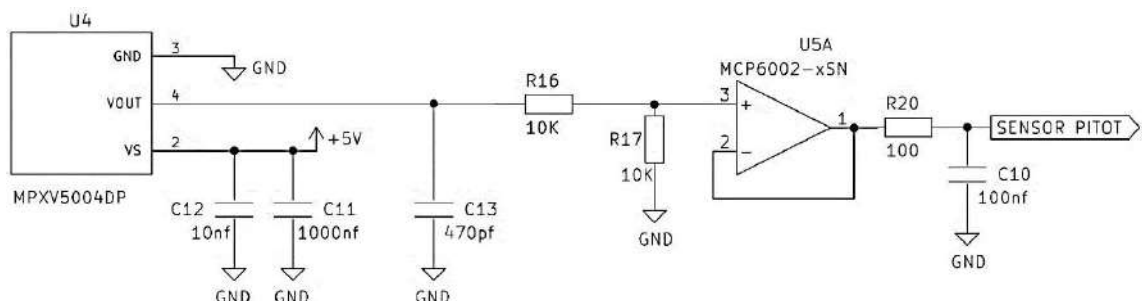 U4
GND
3
GND
VOUT
4
VS
2
+5V
MPXV5004DP
C12
10nf
GND
C11
1000nf
GND
C13
470pf
GND
R16
10K
R17
10K
GND
U5A
MCP6002-xSN
3
+
2
−
1
R20
100
SENSOR PITOT
C10
100nf
GND